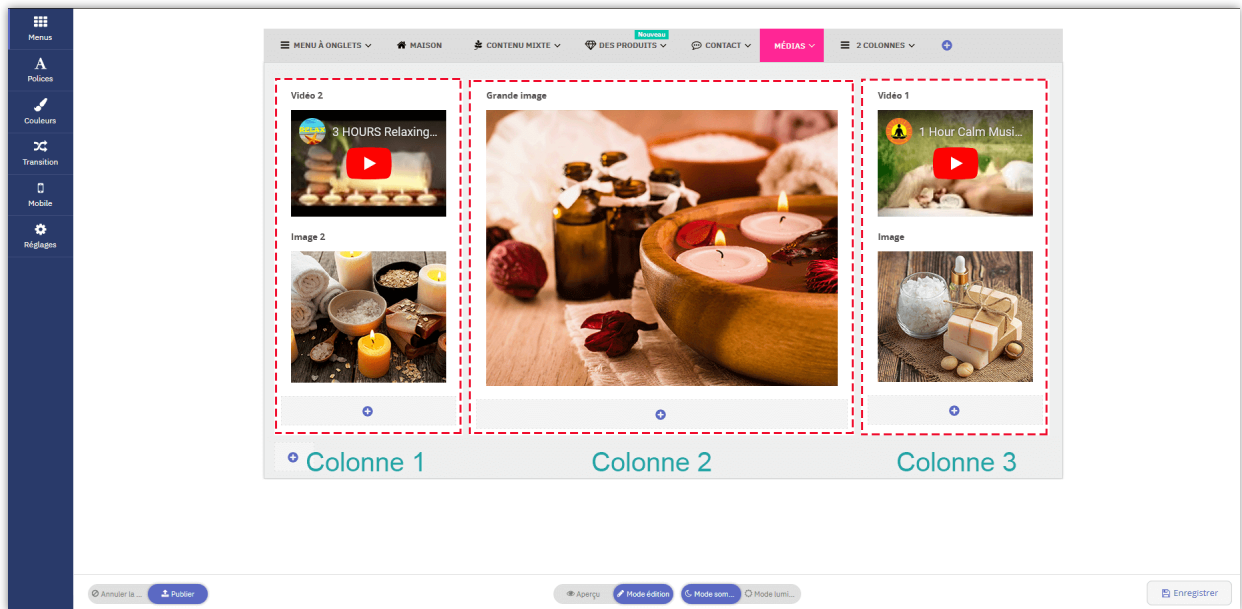 Menus
Polices
Couleurs
Transition
Mobile
Réglages
Nouveau
MENU À ONGLETS MAISON CONTENU MIXTE DES PRODUITS CONTACT MÉDIAS 2 COLONNES
Vidéo 2
RELAX 3 HOURS Relaxing...
Image 2
Grande image
Vidéo 1
1 Hour Calm Musi...
Image
Colonne 1 Colonne 2 Colonne 3
Annuler la ... Publier Aperçu Mode édition Mode som... Mode lumi... Enregistrer